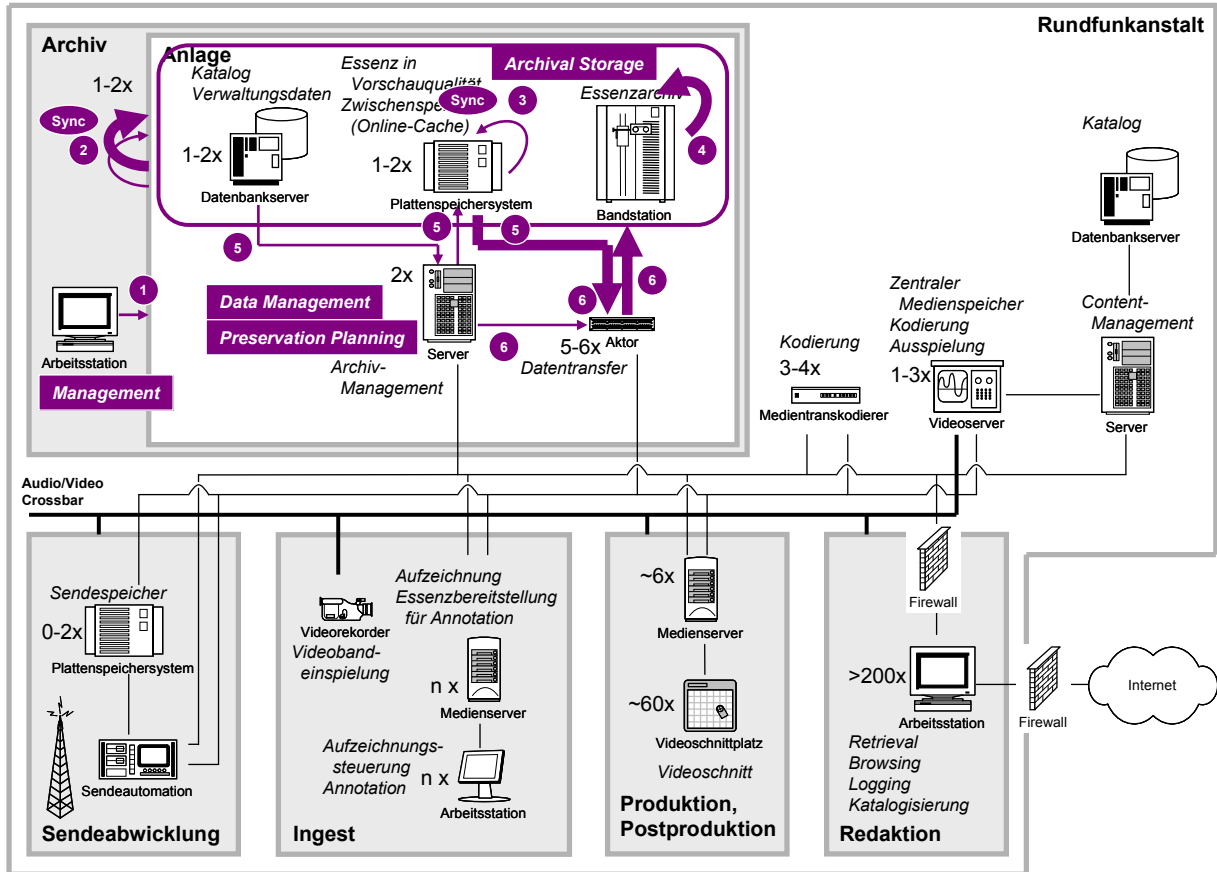 Rundfunkanstalt
Archiv
Anlage
1-2x
Sync
2
Katalog
Verwaltungsdaten
1-2x
Datenbankserver
Essenz in
Vorschauqualität
Zwischenspe
(Online-Cache)
Sync
3
1-2x
Plattenspeichersystem
Archival Storage
Essenzarchiv
4
Bandstation
5
5
5
1
Arbeitsstation
Management
Data Management
Preservation Planning
2x
Server
Archiv-
Management
6
6
6
Aktor
5-6x
Datentransfer
Kodierung
3-4x
Medientranskodierer
Zentraler
Medienspeicher
Kodierung
Ausspielung
1-3x
Videoserver
Katalog
Datenbankserver
Content-
Management
Server
Audio/Video
Crossbar
Sendespeicher
0-2x
Plattenspeichersystem
Sendeautomation
Sendeabwicklung
Videorekorder
Videoband-
einspielung
Aufzeichnung
Essenzbereitstellung
für Annotation
n x
Medienserver
Aufzeichnungs-
steuerung
Annotation
n x
Arbeitsstation
Ingest
~6x
Medienserver
~60x
Videoschnittplatz
Videoschnitt
Produktion,
Postproduktion
Firewall
>200x
Arbeitsstation
Retrieval
Browsing
Logging
Katalogisierung
Redaktion
Firewall
Internet